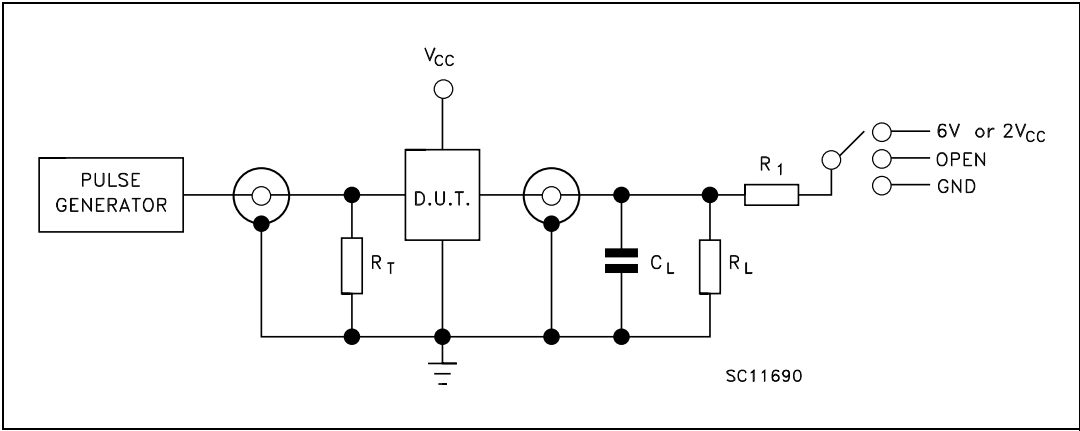 VCC
PULSE
GENERATOR
D.U.T.
RT
CL
RL
R1
6V or 2VCC
OPEN
GND
SC11690